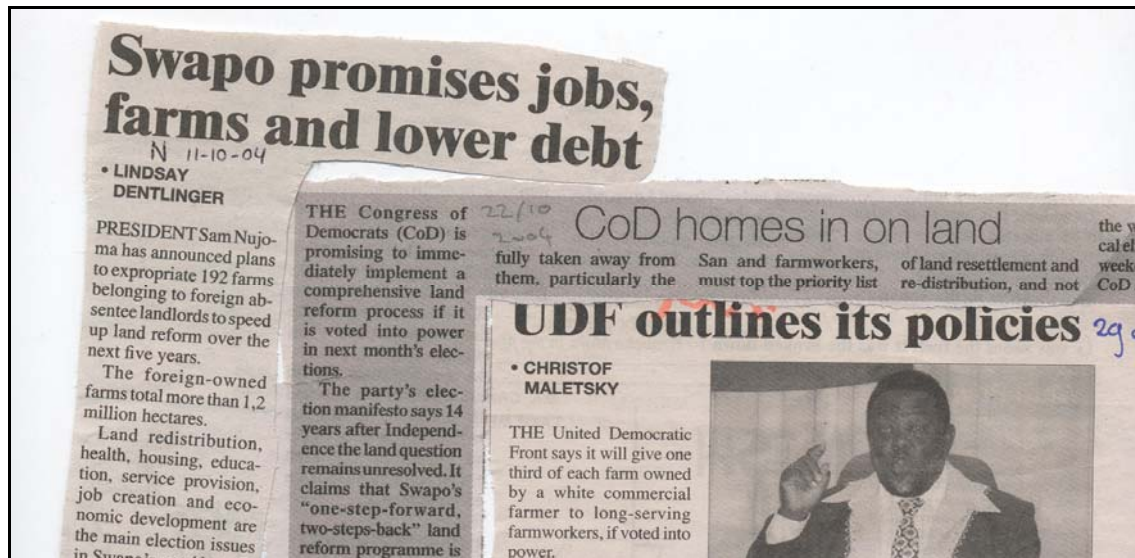 Swapo promises jobs,
farms and lower debt
N 11-10-04
• LINDSAY
DENTLINGER
PRESIDENT Sam Nujo-
ma has announced plans
to expropriate 192 farms
belonging to foreign ab-
sentee landlords to speed
up land reform over the
next five years.
The foreign-owned
farms total more than 1,2
million hectares.
Land redistribution,
health, housing, educa-
tion, service provision,
job creation and eco-
nomic development are
the main election issues
THE Congress of
Democrats (CoD) is
promising to imme-
diately implement a
comprehensive land
reform process if it
is voted into power
in next month's elec-
tions.
The party's elec-
tion manifesto says 14
years after Independ-
ence the land question
remains unresolved. It
claims that Swapo's
"one-step-forward,
two-steps-back" land
reform programme is
22/10
2004
CoD homes in on land
fully taken away from
them, particularly the
San and farmworkers,
must top the priority list
of land resettlement and
re-distribution, and not
the
week
CoD
UDF outlines its policies
29
• CHRISTOF
MALETSKY
THE United Democratic
Front says it will give one
third of each farm owned
by a white commercial
farmer to long-serving
farmworkers, if voted into
power.